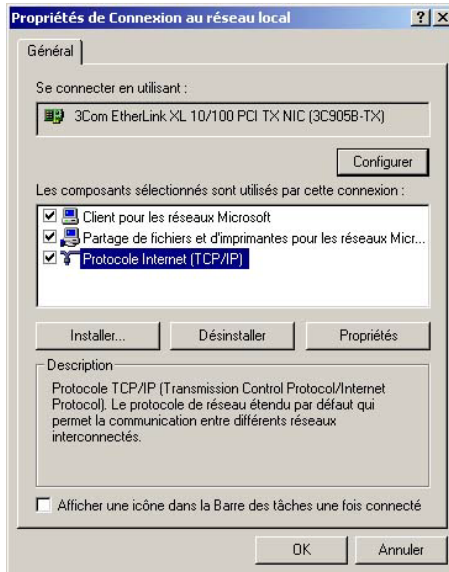 Propriétés de Connexion au réseau local
Général
Se connecter en utilisant :
3Com EtherLink XL 10/100 PCI TX NIC (3C905B-TX)
Configurer
Les composants sélectionnés sont utilisés par cette connexion :
Client pour les réseaux Microsoft
Partage de fichiers et d'imprimantes pour les réseaux Micr...
Protocole Internet (TCP/IP)
Installer... Désinstaller Propriétés
Description
Protocole TCP/IP (Transmission Control Protocol/Internet
Protocol). Le protocole de réseau étendu par défaut qui
permet la communication entre différents réseaux
interconnectés.
Afficher une icône dans la Barre des tâches une fois connecté
OK Annuler